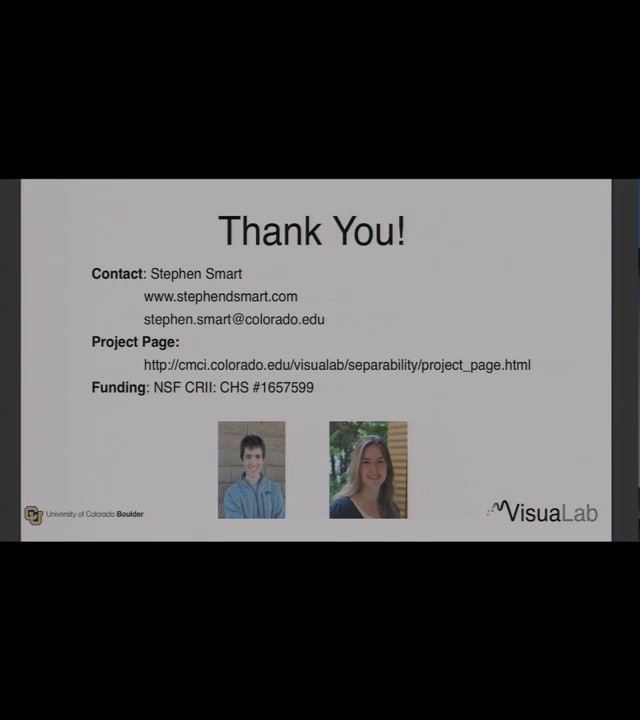 Thank You!
Contact: Stephen Smart
www.stephendsmart.com
stephen.smart@colorado.edu
Project Page:
http://cmci.colorado.edu/visualab/separability/project_page.html
Funding: NSF CRII: CHS #1657599
CU University of Colorado Boulder
VisuaLab